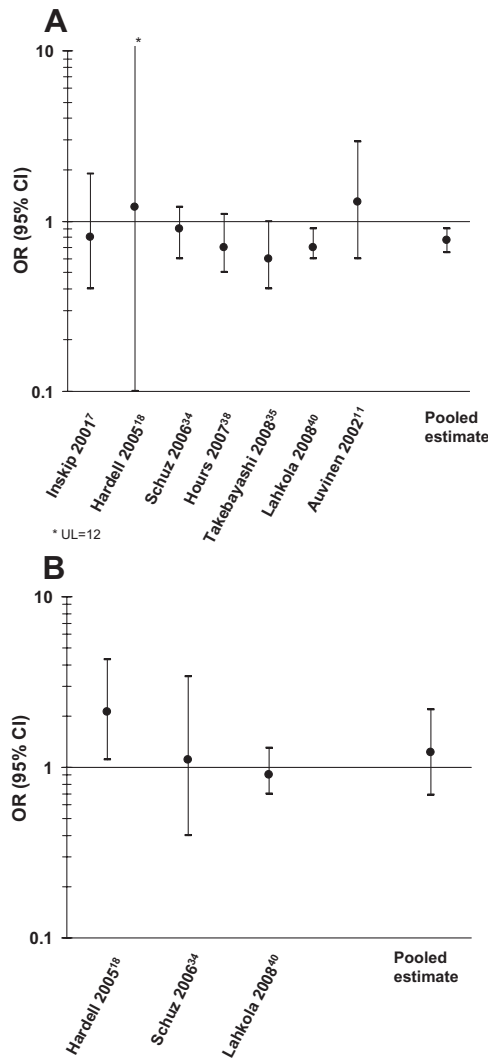 A
*
10
1
0.1
OR (95% CI)
Inskip 2001⁷
Hardell 2005¹⁸
Schuz 2006³⁴
Hours 2007³⁸
Takebayashi 2008³⁵
Lahkola 2008⁴⁰
Auvinen 2002¹¹
Pooled
estimate
* UL=12
B
10
1
0.1
OR (95% CI)
Hardell 2005¹⁸
Schuz 2006³⁴
Lahkola 2008⁴⁰
Pooled
estimate